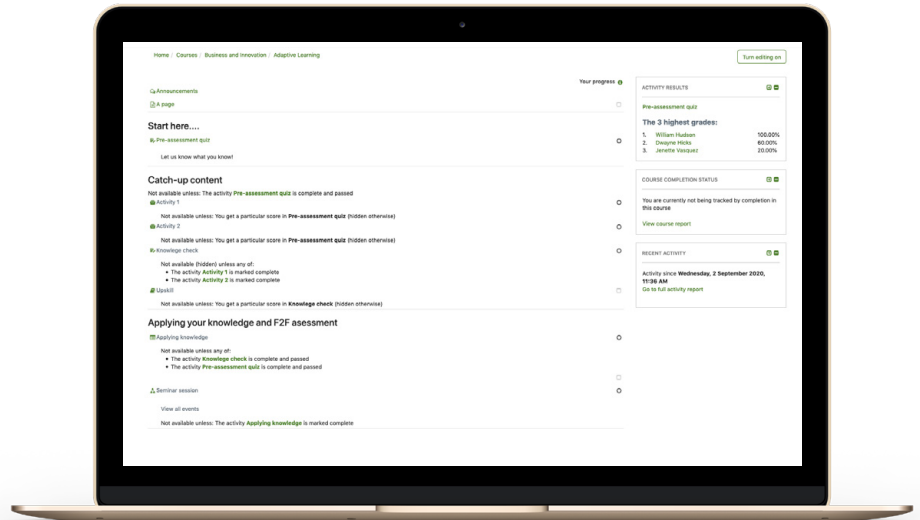 Home / Courses / Business and Innovation / Adaptive Learning
Turn editing on
Your progress
Announcements
A page
Start here....
Pre-assessment quiz
Let us know what you know!
Catch-up content
Not available unless: The activity Pre-assessment quiz is complete and passed
Activity 1
Not available unless: You get a particular score in Pre-assessment quiz (hidden otherwise)
Activity 2
Not available unless: You get a particular score in Pre-assessment quiz (hidden otherwise)
Knowlege check
Not available (hidden) unless any of:
• The activity Activity 1 is marked complete
• The activity Activity 2 is marked complete
Upskill
Not available unless: You get a particular score in Knowlege check (hidden otherwise)
Applying your knowledge and F2F asessment
Applying knowledge
Not available unless any of:
• The activity Knowlege check is complete and passed
• The activity Pre-assessment quiz is complete and passed
Seminar session
View all events
Not available unless: The activity Applying knowledge is marked complete
ACTIVITY RESULTS
Pre-assessment quiz
The 3 highest grades:
1. William Hudson 100.00%
2. Dwayne Hicks 60.00%
3. Jenette Vasquez 20.00%
COURSE COMPLETION STATUS
You are currently not being tracked by completion in
this course
View course report
RECENT ACTIVITY
Activity since Wednesday, 2 September 2020,
11:36 AM
Go to full activity report